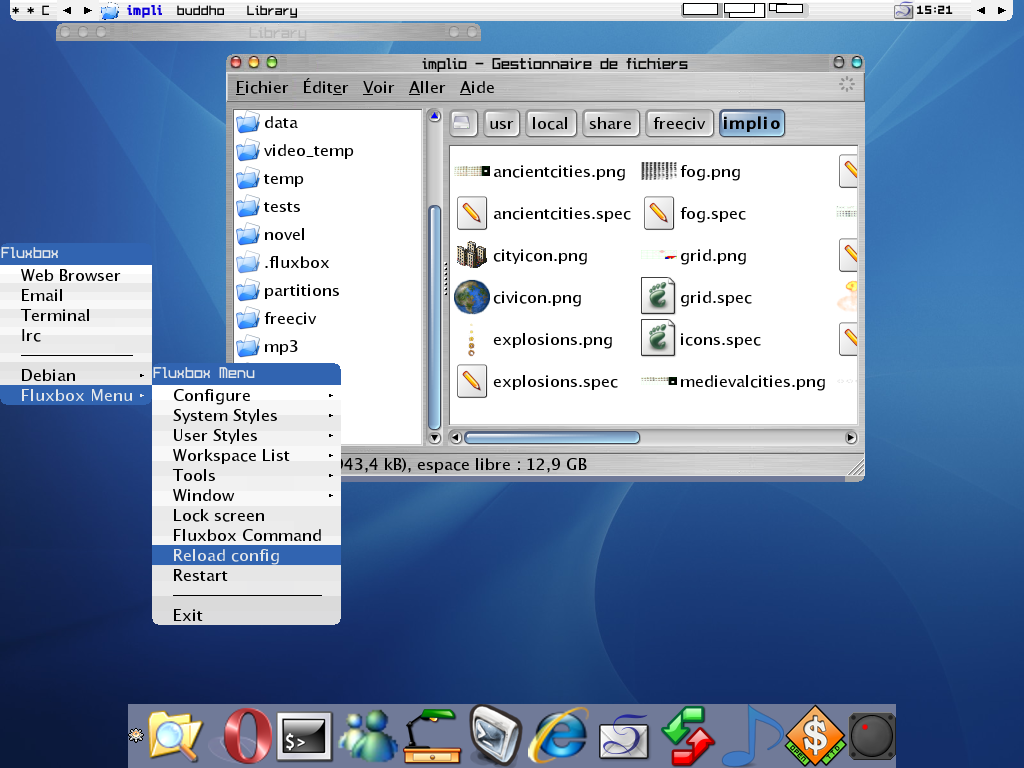 * * C impli buddho Library 15:21
Library
implio - Gestionnaire de fichiers
Fichier Éditer Voir Aller Aide
usr local share freeciv implio
data
video_temp
temp
tests
novel
.fluxbox
partitions
freeciv
mp3
ancientcities.png fog.png
ancientcities.spec fog.spec
cityicon.png grid.png
civicon.png grid.spec
explosions.png icons.spec
explosions.spec medievalcities.png
943,4 kB), espace libre : 12,9 GB
Fluxbox
Web Browser
Email
Terminal
Irc
Debian
Fluxbox Menu
Fluxbox Menu
Configure
System Styles
User Styles
Workspace List
Tools
Window
Lock screen
Fluxbox Command
Reload config
Restart
Exit
$>
$
OPEN